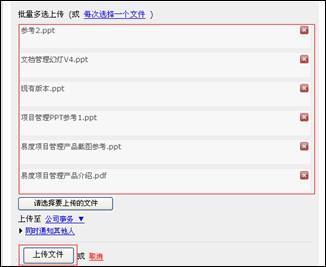 批量多选上传 (或 每次选择一个文件 )
参考2.ppt
文档管理幻灯V4.ppt
现有版本.ppt
项目管理PPT参考1.ppt
易度项目管理产品截图参考.ppt
易度项目管理产品介绍.pdf
请选择要上传的文件
上传至 公司事务 ▼
▶ 同时通知其他人
上传文件 或 取消